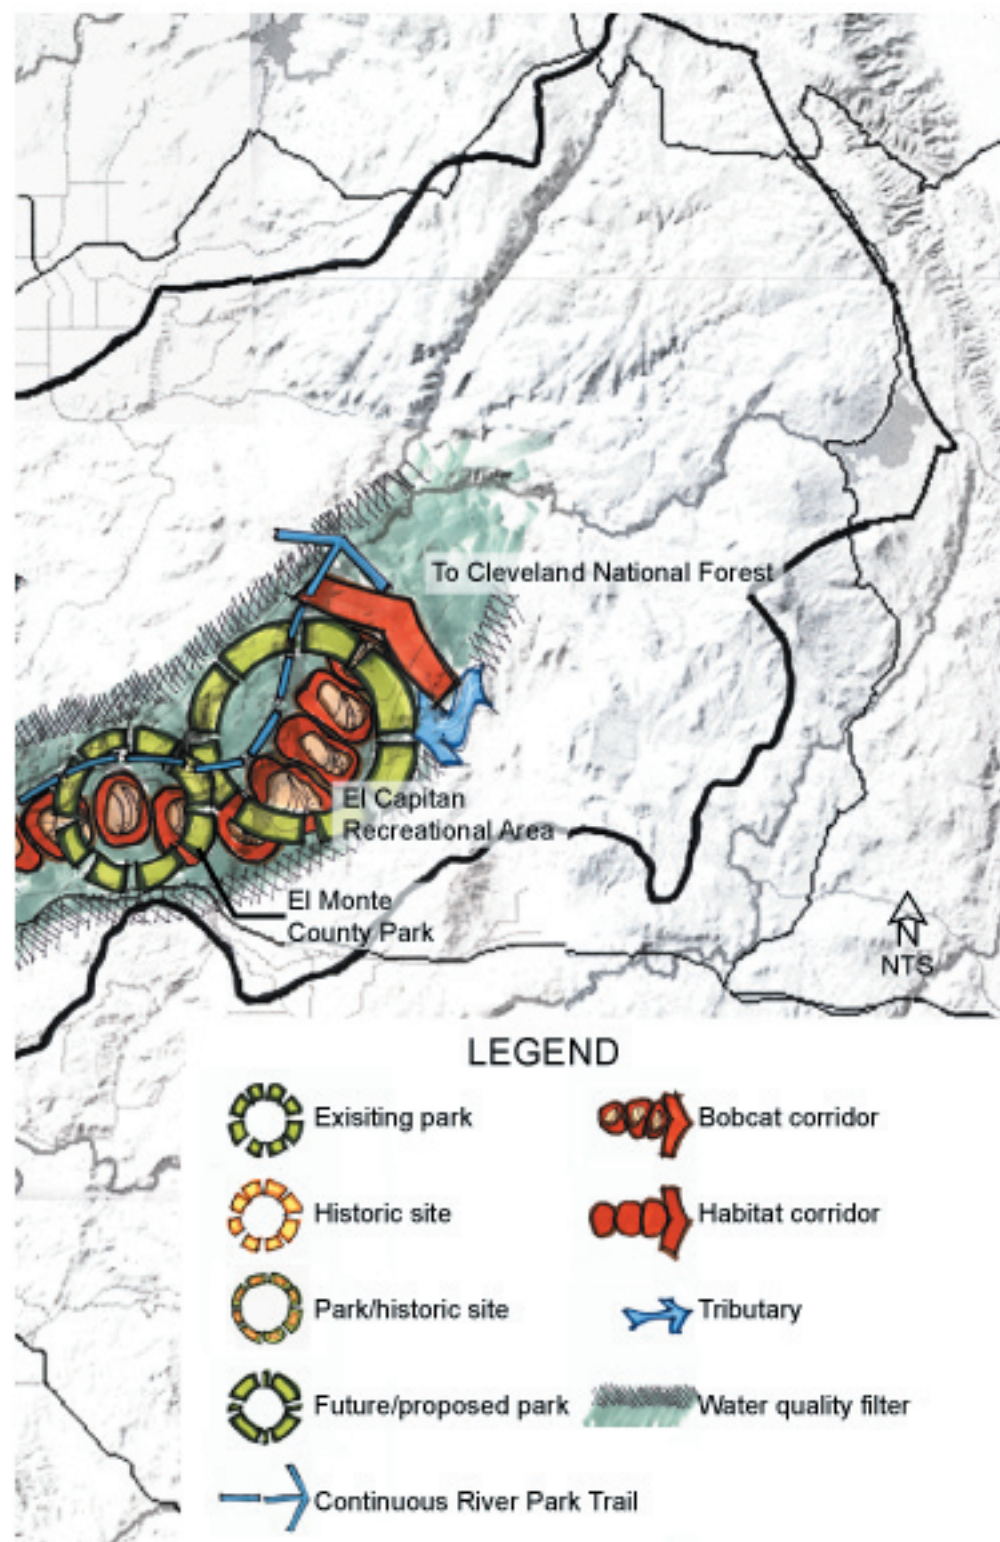 To Cleveland National Forest
El Capitan
Recreational Area
El Monte
County Park
N
NTS
LEGEND
Exisiting park
Bobcat corridor
Historic site
Habitat corridor
Park/historic site
Tributary
Future/proposed park
Water quality filter
Continuous River Park Trail